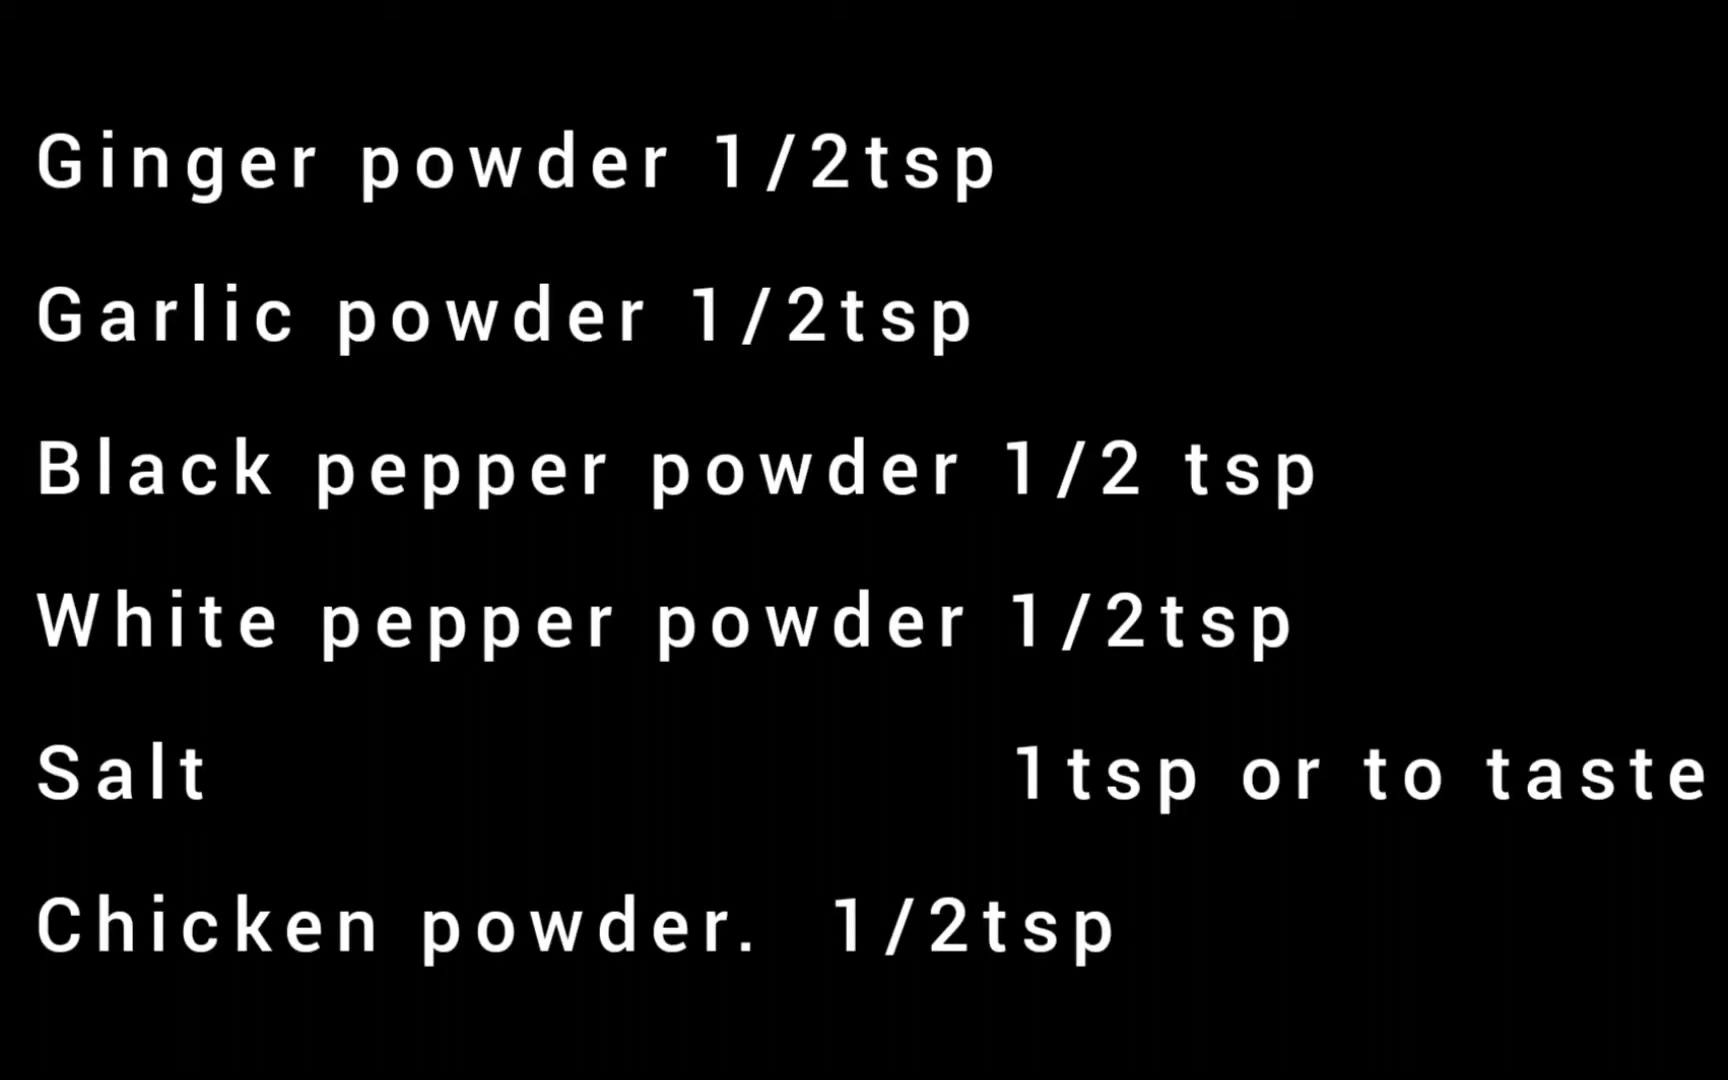 Ginger powder 1/2tsp
Garlic powder 1/2tsp
Black pepper powder 1/2 tsp
White pepper powder 1/2tsp
Salt 1tsp or to taste
Chicken powder. 1/2tsp